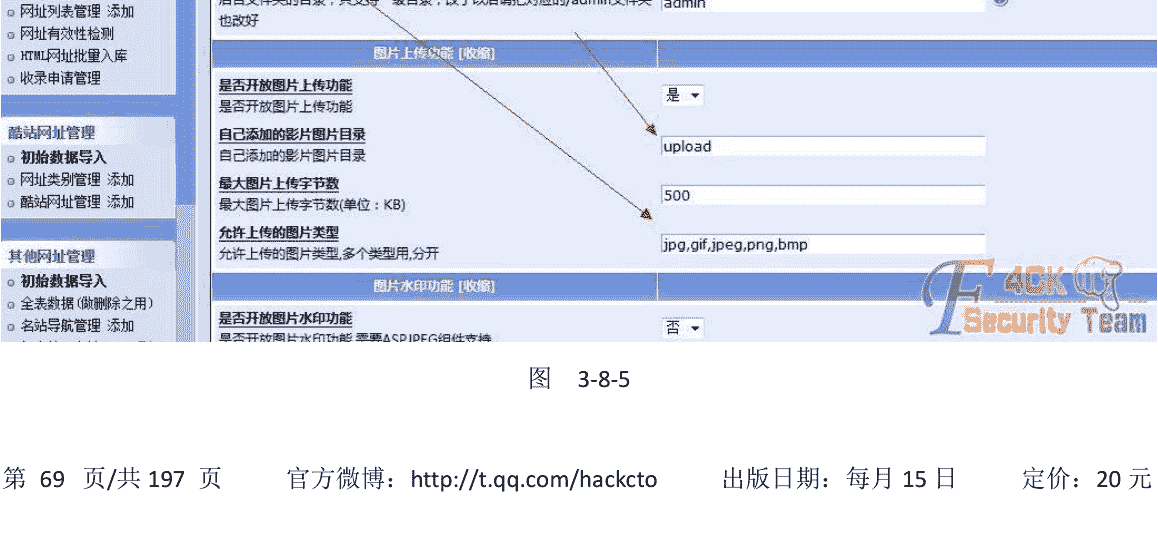 网址列表管理 添加
网址有效性检测
HTML网址批量入库
收录申请管理
酷站网址管理
初始数据导入
网址类别管理 添加
酷站网址管理 添加
其他网址管理
初始数据导入
全表数据(做删除之用)
名站导航管理 添加
后台文件夹的目录，只支持一级目录，改了以后请把对应的/admin文件夹
也改好
admin
图片上传功能 [收缩]
是否开放图片上传功能
是否开放图片上传功能
是
自己添加的影片图片目录
自己添加的影片图片目录
upload
最大图片上传字节数
最大图片上传字节数(单位：KB)
500
允许上传的图片类型
允许上传的图片类型,多个类型用,分开
jpg,gif,jpeg,png,bmp
图片水印功能 [收缩]
是否开放图片水印功能
是否开放图片水印功能,需要ASPJPEG组件支持
否
F4CK
Security Team
图 3-8-5
第 69 页/共 197 页 官方微博：http://t.qq.com/hackcto 出版日期：每月 15 日 定价：20 元